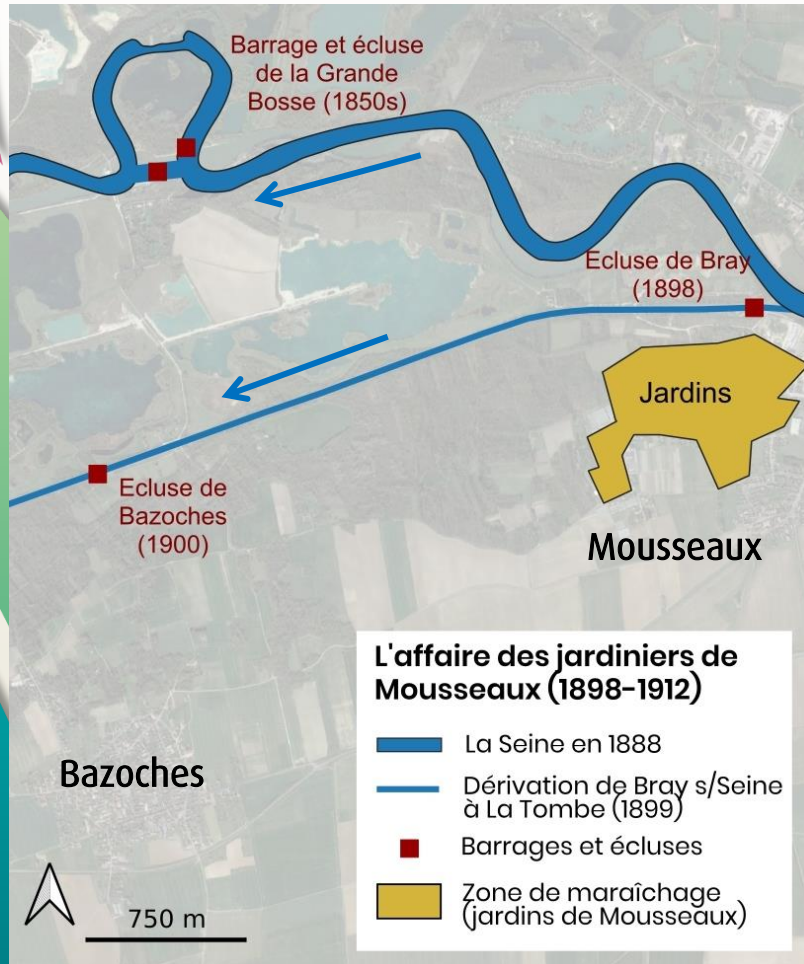 Barrage et écluse
de la Grande
Bosse (1850s)
Ecluse de Bray
(1898)
Jardins
Ecluse de
Bazoches
(1900)
Mousseaux
Bazoches
L'affaire des jardiniers de
Mousseaux (1898-1912)
La Seine en 1888
Dérivation de Bray s/Seine
à La Tombe (1899)
Barrages et écluses
Zone de maraîchage
(jardins de Mousseaux)
750 m